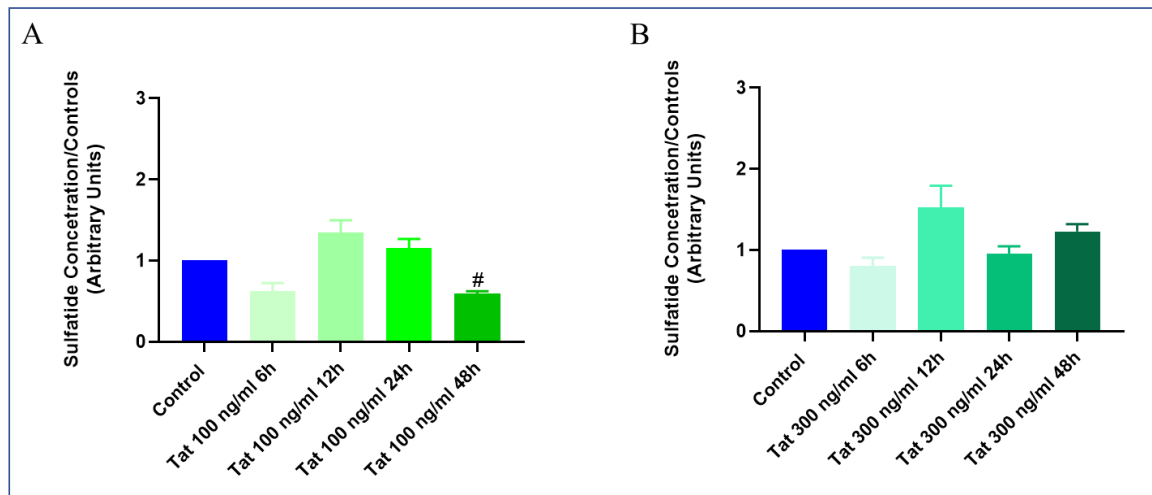 A
Sulfatide Concetration/Controls
(Arbitrary Units)
3
2
1
0
#
Control
Tat 100 ng/ml 6h
Tat 100 ng/ml 12h
Tat 100 ng/ml 24h
Tat 100 ng/ml 48h
B
Sulfatide Concetration/Controls
(Arbitrary Units)
3
2
1
0
Control
Tat 300 ng/ml 6h
Tat 300 ng/ml 12h
Tat 300 ng/ml 24h
Tat 300 ng/ml 48h